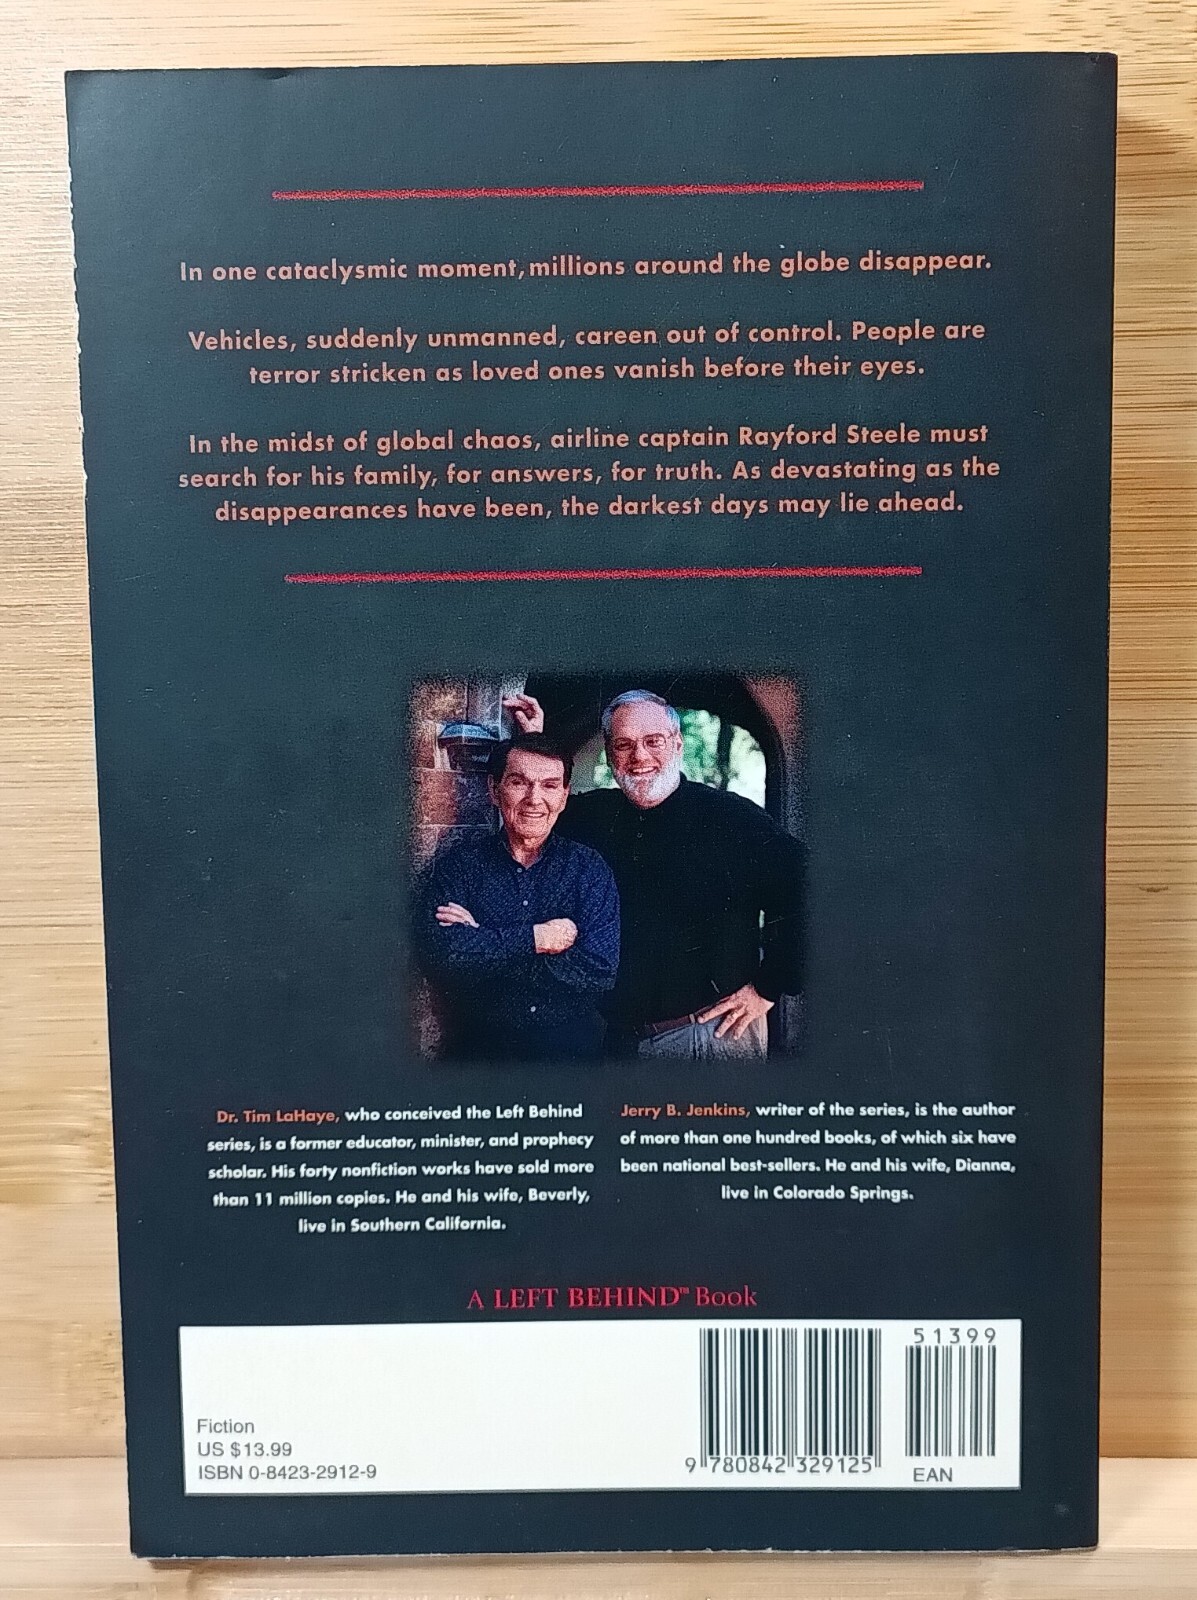 In one cataclysmic moment, millions around the globe disappear.
Vehicles, suddenly unmanned, careen out of control. People are
terror stricken as loved ones vanish before their eyes.
In the midst of global chaos, airline captain Rayford Steele must
search for his family, for answers, for truth. As devastating as the
disappearances have been, the darkest days may lie ahead.
Dr. Tim LaHaye, who conceived the Left Behind
series, is a former educator, minister, and prophecy
scholar. His forty nonfiction works have sold more
than 11 million copies. He and his wife, Beverly,
live in Southern California.
Jerry B. Jenkins, writer of the series, is the author
of more than one hundred books, of which six have
been national best-sellers. He and his wife, Dianna,
live in Colorado Springs.
A LEFT BEHIND™ Book
Fiction
US $13.99
ISBN 0-8423-2912-9
9 780842 329125
51399
EAN